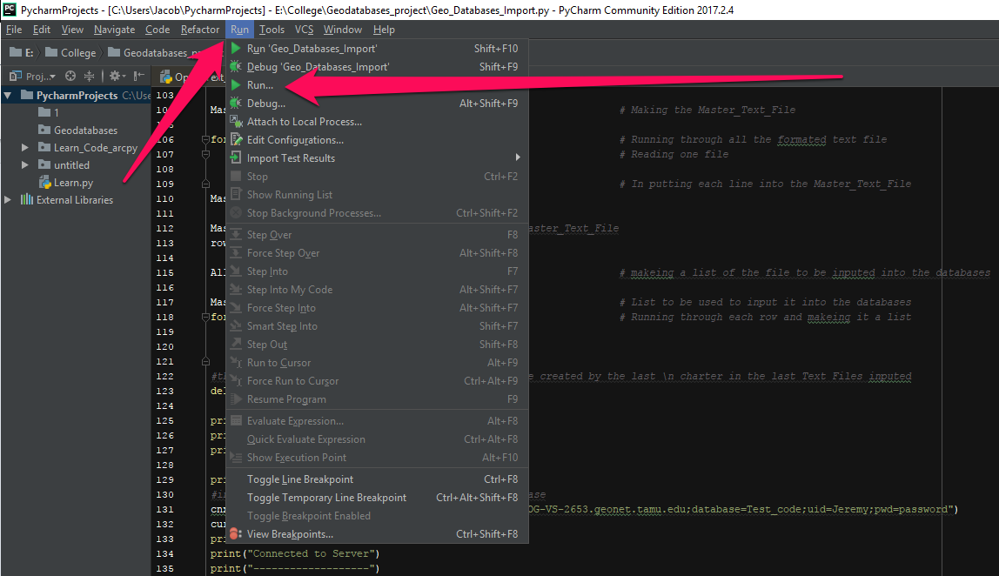 PycharmProjects - [C:\Users\Jacob\PycharmProjects] - E:\College\Geodatabases_project\Geo_Databases_Import.py - PyCharm Community Edition 2017.2.4
File Edit View Navigate Code Refactor Run Tools VCS Window Help
E: College Geodatabases_pr
Proj...
PycharmProjects C:\Use
1
Geodatabases
Learn_Code_arcpy
untitled
Learn.py
External Libraries
Run 'Geo_Databases_Import' Shift+F10
Debug 'Geo_Databases_Import' Shift+F9
Run...
Debug... Alt+Shift+F9
Attach to Local Process...
Edit Configurations...
Import Test Results
Stop Ctrl+F2
Show Running List
Stop Background Processes... Ctrl+Shift+F2
Step Over F8
Force Step Over Alt+Shift+F8
Step Into F7
Step Into My Code Alt+Shift+F7
Force Step Into Alt+Shift+F7
Smart Step Into Shift+F7
Step Out Shift+F8
Run to Cursor Alt+F9
Force Run to Cursor Ctrl+Alt+F9
Resume Program F9
Evaluate Expression... Alt+F8
Quick Evaluate Expression Ctrl+Alt+F8
Show Execution Point Alt+F10
Toggle Line Breakpoint Ctrl+F8
Toggle Temporary Line Breakpoint Ctrl+Alt+Shift+F8
Toggle Breakpoint Enabled
View Breakpoints... Ctrl+Shift+F8
103
Mas # Making the Master_Text_File
106 for # Running through all the formated text file
107 # Reading one file
108
109 # In putting each line into the Master_Text_File
110 Mas
111
112 Mas aster_Text_File
113 row
114
115 All # makeing a list of the file to be inputed into the databases
116
117 Mas # List to be used to input it into the databases
118 for # Running through each row and makeing it a list
119
120
121
122 #th e created by the last \n charter in the last Text Files inputed
123 del
124
125 pri
126 pri
127 pri
128
129 pri
130 #in ase
131 cnx OG-VS-2653.geonet.tamu.edu;database=Test_code;uid=Jeremy;pwd=password")
132 cur
133 pri
134 print("Connected to Server")
135 print("-------------------")